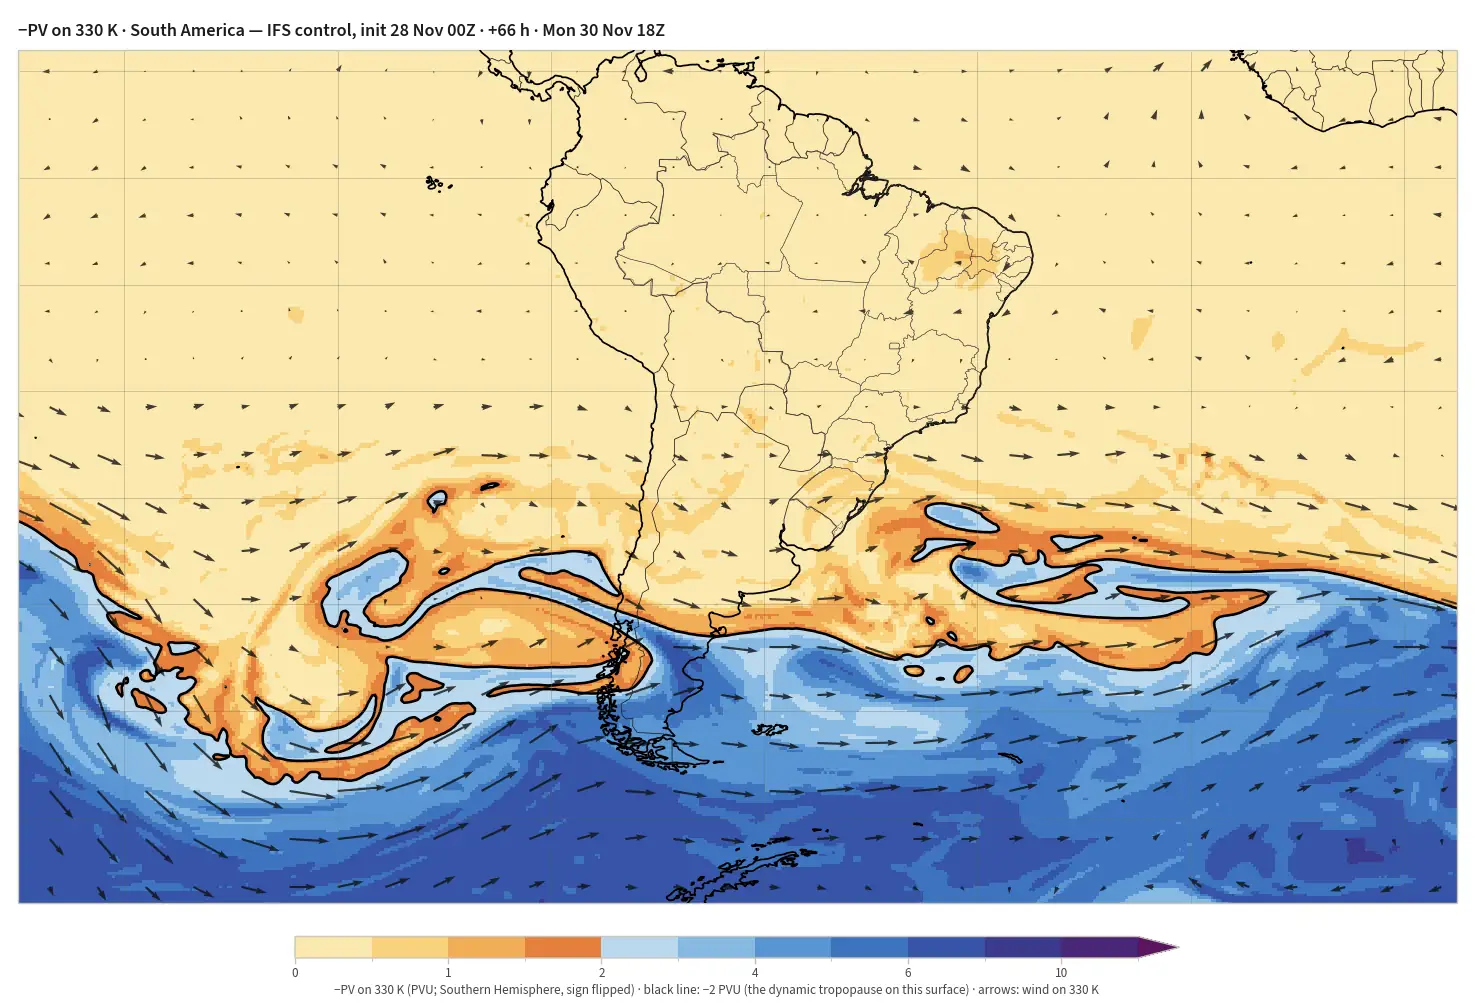 −PV on 330 K · South America — IFS control, init 28 Nov 00Z · +66 h · Mon 30 Nov 18Z
0 1 2 4 6 10
−PV on 330 K (PVU; Southern Hemisphere, sign flipped) · black line: −2 PVU (the dynamic tropopause on this surface) · arrows: wind on 330 K